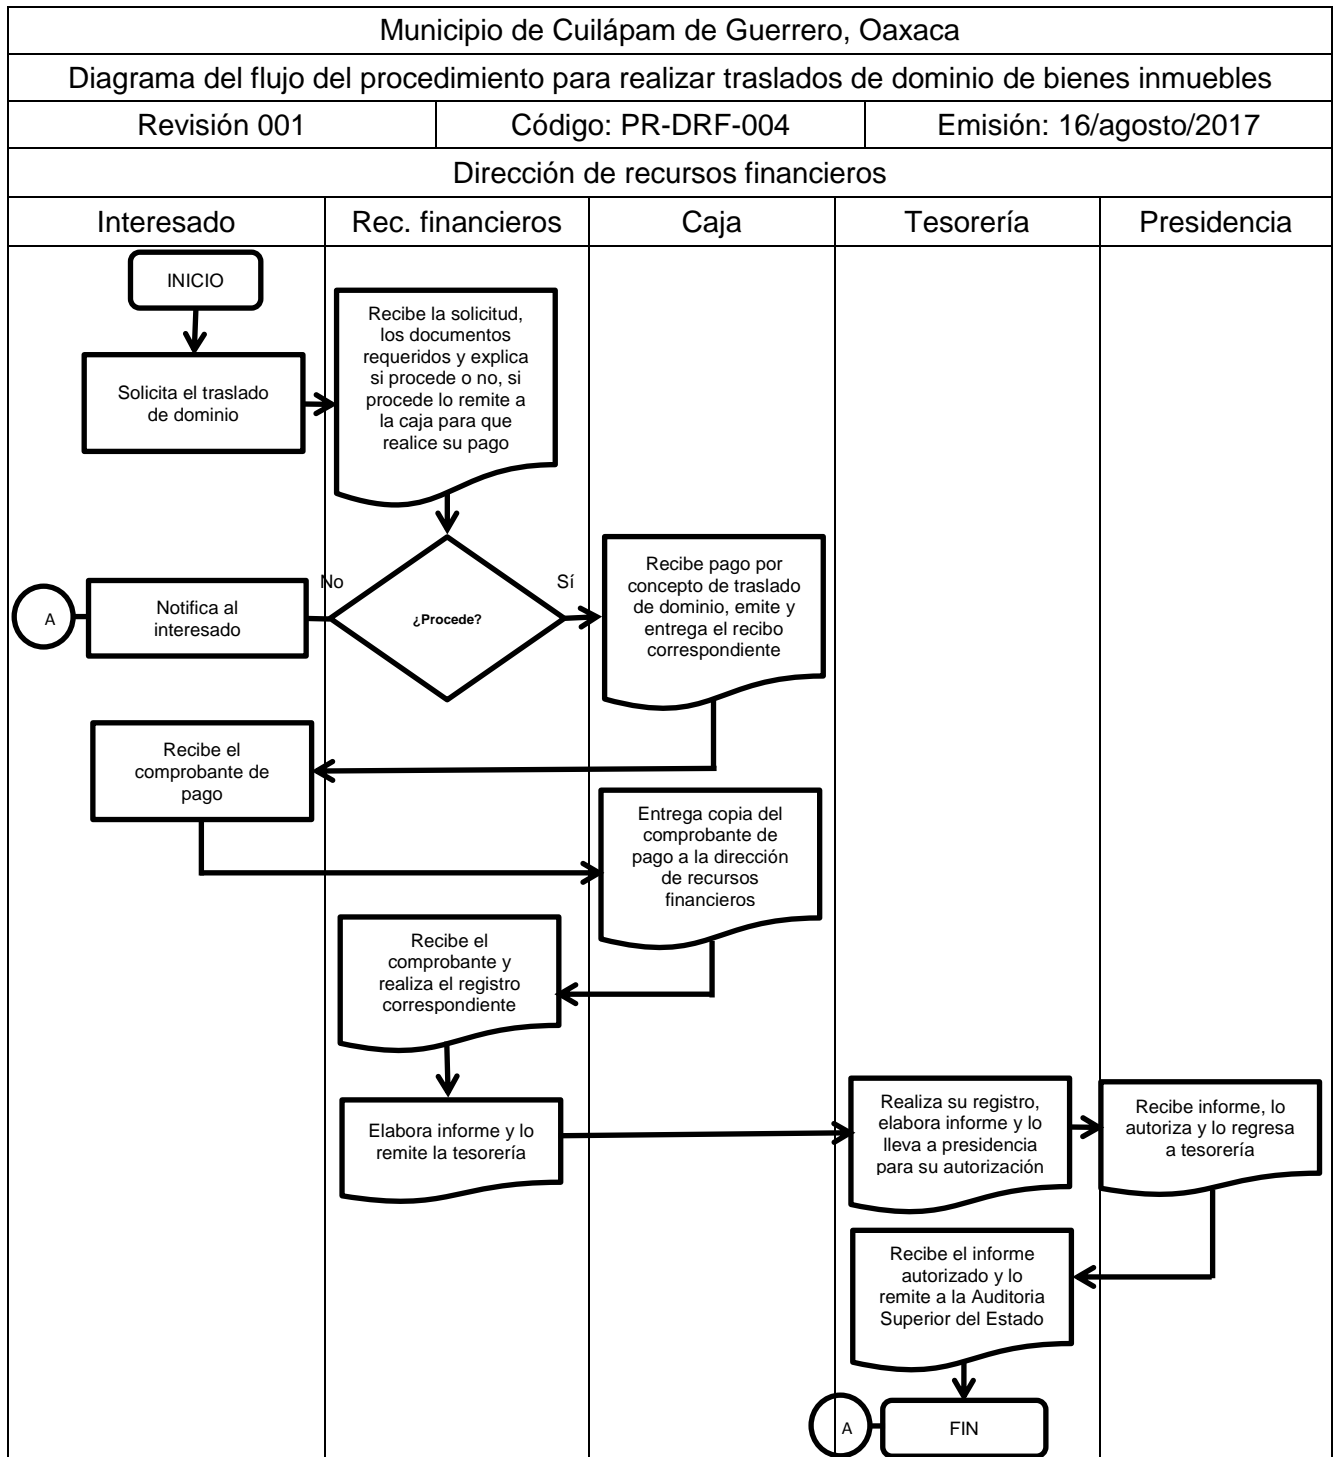 Municipio de Cuilápam de Guerrero, Oaxaca
Diagrama del flujo del procedimiento para realizar traslados de dominio de bienes inmuebles
Revisión 001
Código: PR-DRF-004
Emisión: 16/agosto/2017
Dirección de recursos financieros
Interesado
Rec. financieros
Caja
Tesorería
Presidencia
INICIO
Solicita el traslado
de dominio
Recibe la solicitud,
los documentos
requeridos y explica
si procede o no, si
procede lo remite a
la caja para que
realice su pago
¿Procede?
No
Sí
A
Notifica al
interesado
Recibe pago por
concepto de traslado
de dominio, emite y
entrega el recibo
correspondiente
Recibe el
comprobante de
pago
Entrega copia del
comprobante de
pago a la dirección
de recursos
financieros
Recibe el
comprobante y
realiza el registro
correspondiente
Elabora informe y lo
remite la tesorería
Realiza su registro,
elabora informe y lo
lleva a presidencia
para su autorización
Recibe informe, lo
autoriza y lo regresa
a tesorería
Recibe el informe
autorizado y lo
remite a la Auditoria
Superior del Estado
A
FIN